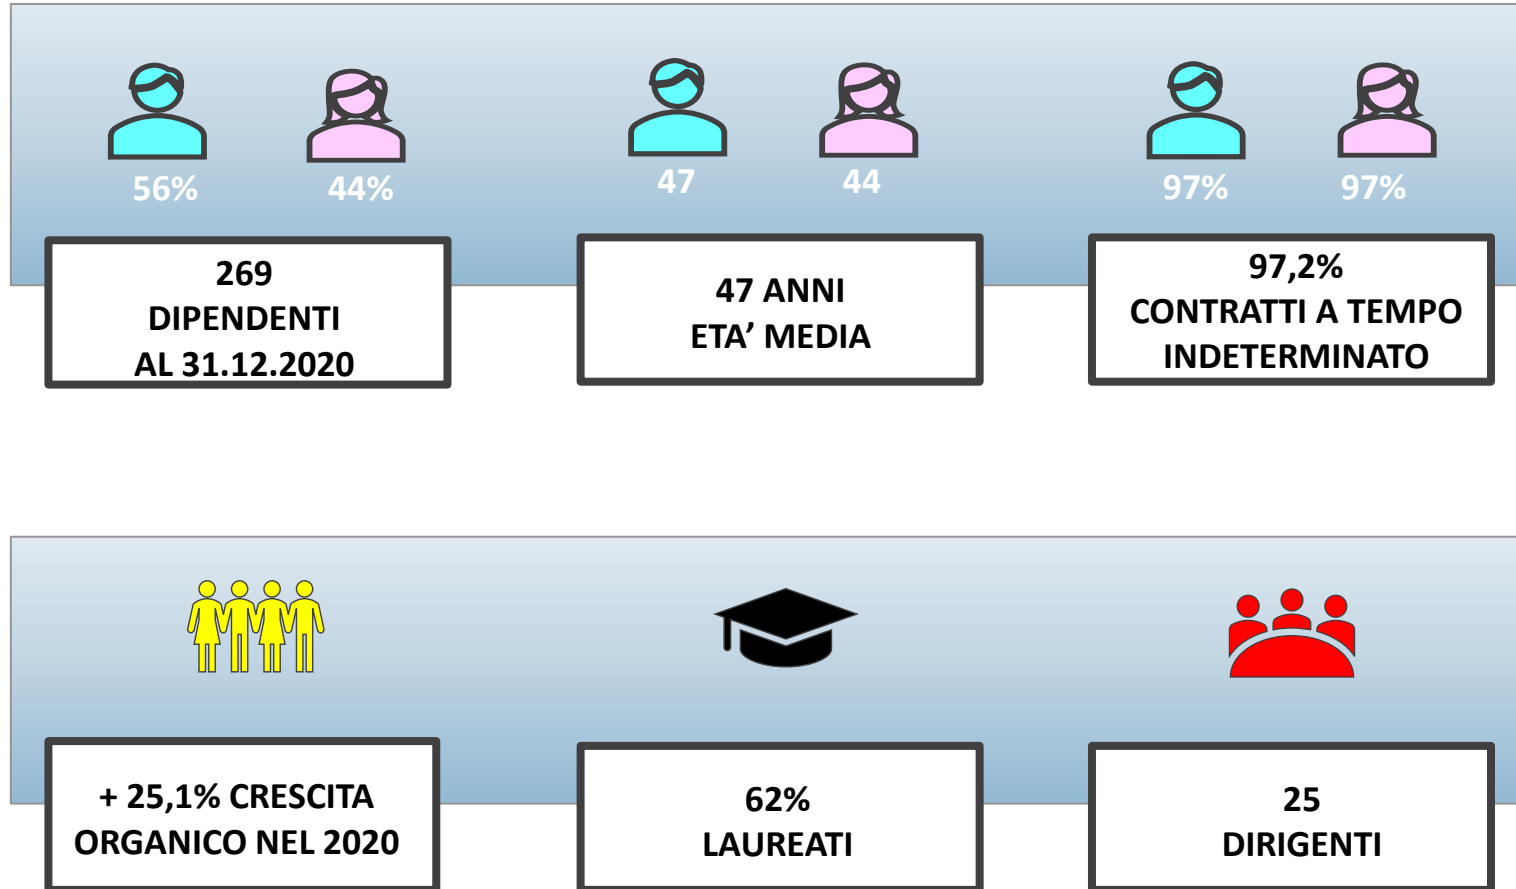 56% 44%
269
DIPENDENTI
AL 31.12.2020
47 44
47 ANNI
ETA’ MEDIA
97% 97%
97,2%
CONTRATTI A TEMPO
INDETERMINATO
+ 25,1% CRESCITA
ORGANICO NEL 2020
62%
LAUREATI
25
DIRIGENTI